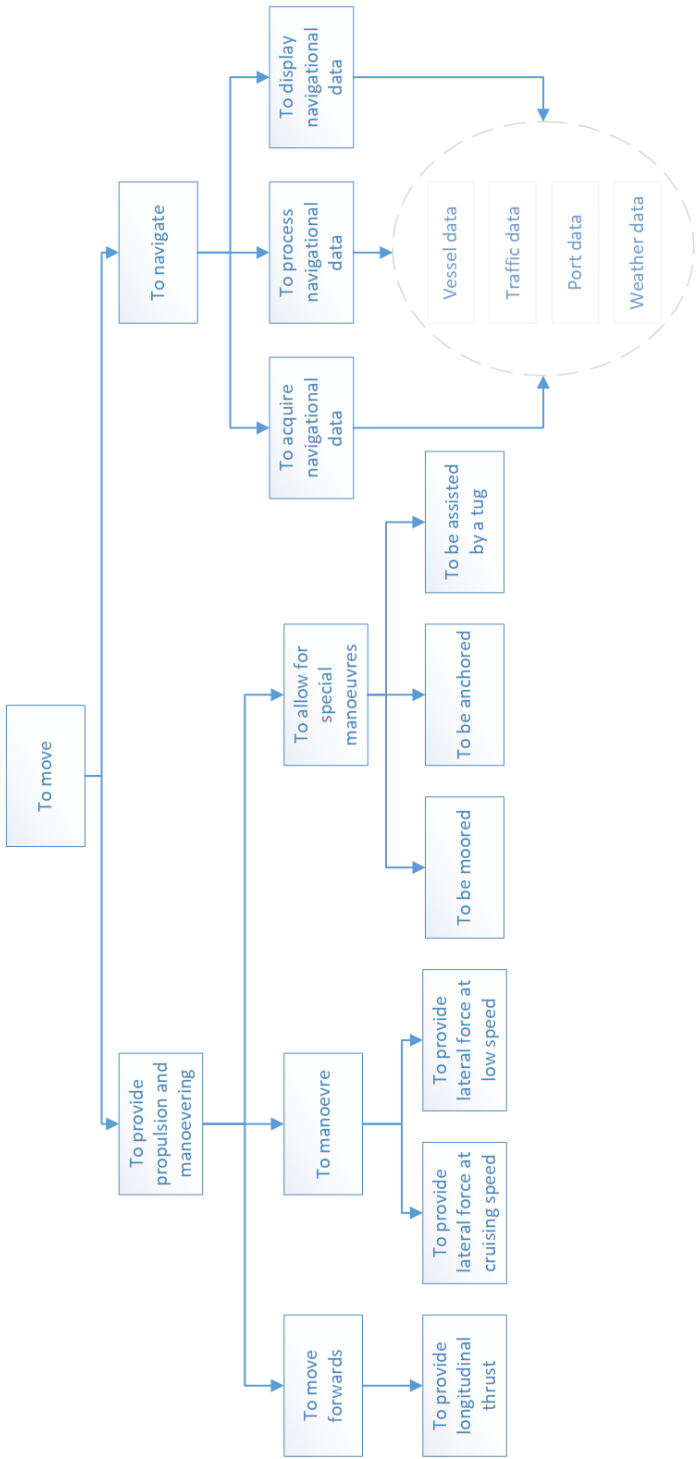 To move
To provide
propulsion and
manoevering
To navigate
To move
forwards
To manoevre
To allow for
special
manoeuvres
To acquire
navigational
data
To process
navigational
data
To display
navigational
data
To provide
longitudinal
thrust
To provide
lateral force at
cruising speed
To provide
lateral force at
low speed
To be moored
To be anchored
To be assisted
by a tug
Vessel data
Traffic data
Port data
Weather data